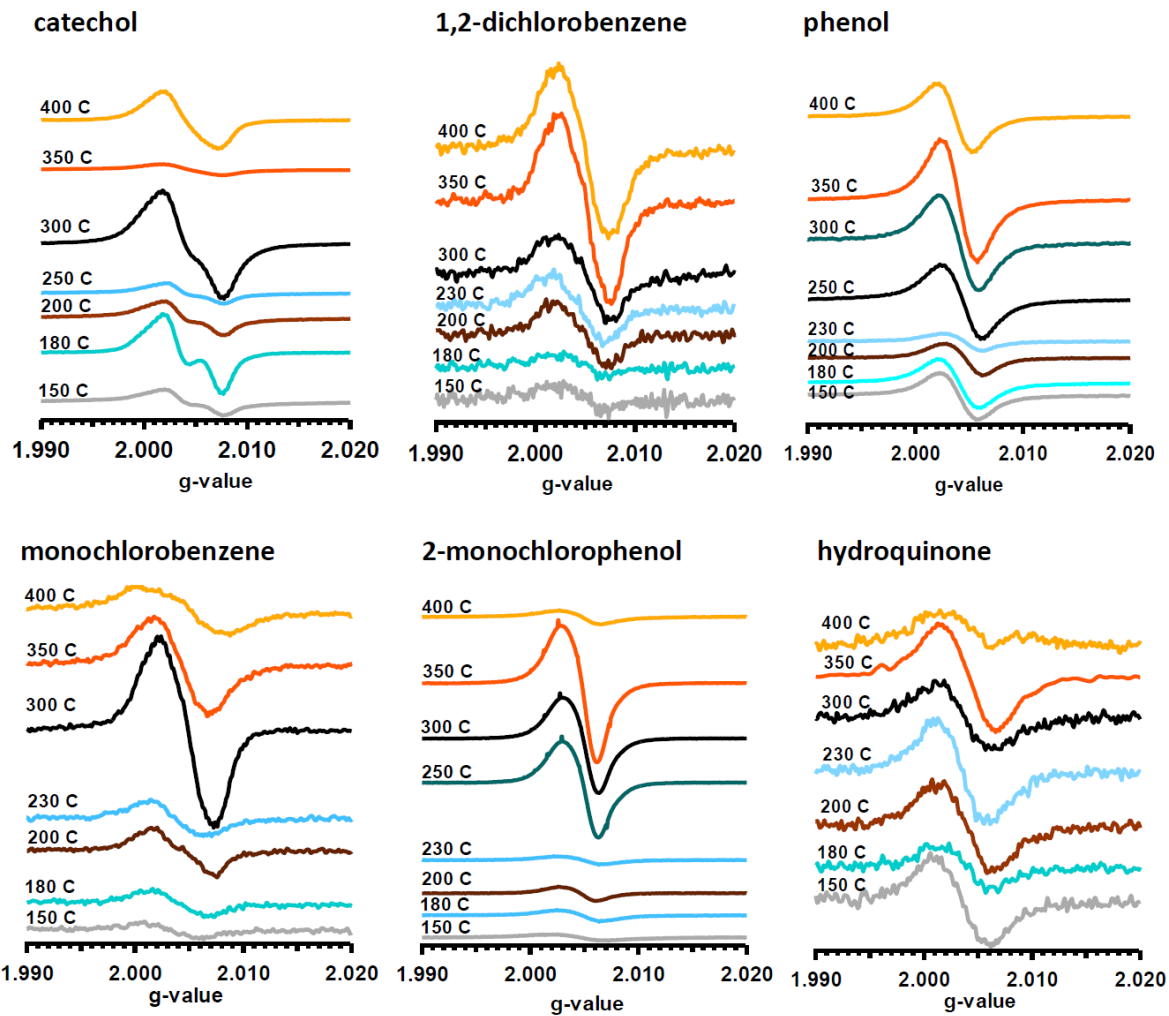 catechol
400 C
350 C
300 C
250 C
200 C
180 C
150 C
1.990 2.000 2.010 2.020
g-value
1,2-dichlorobenzene
400 C
350 C
300 C
230 C
200 C
180 C
150 C
1.990 2.000 2.010 2.020
g-value
phenol
400 C
350 C
300 C
250 C
230 C
200 C
180 C
150 C
1.990 2.000 2.010 2.020
g-value
monochlorobenzene
400 C
350 C
300 C
230 C
200 C
180 C
150 C
1.990 2.000 2.010 2.020
g-value
2-monochlorophenol
400 C
350 C
300 C
250 C
230 C
200 C
180 C
150 C
1.990 2.000 2.010 2.020
g-value
hydroquinone
400 C
350 C
300 C
230 C
200 C
180 C
150 C
1.990 2.000 2.010 2.020
g-value